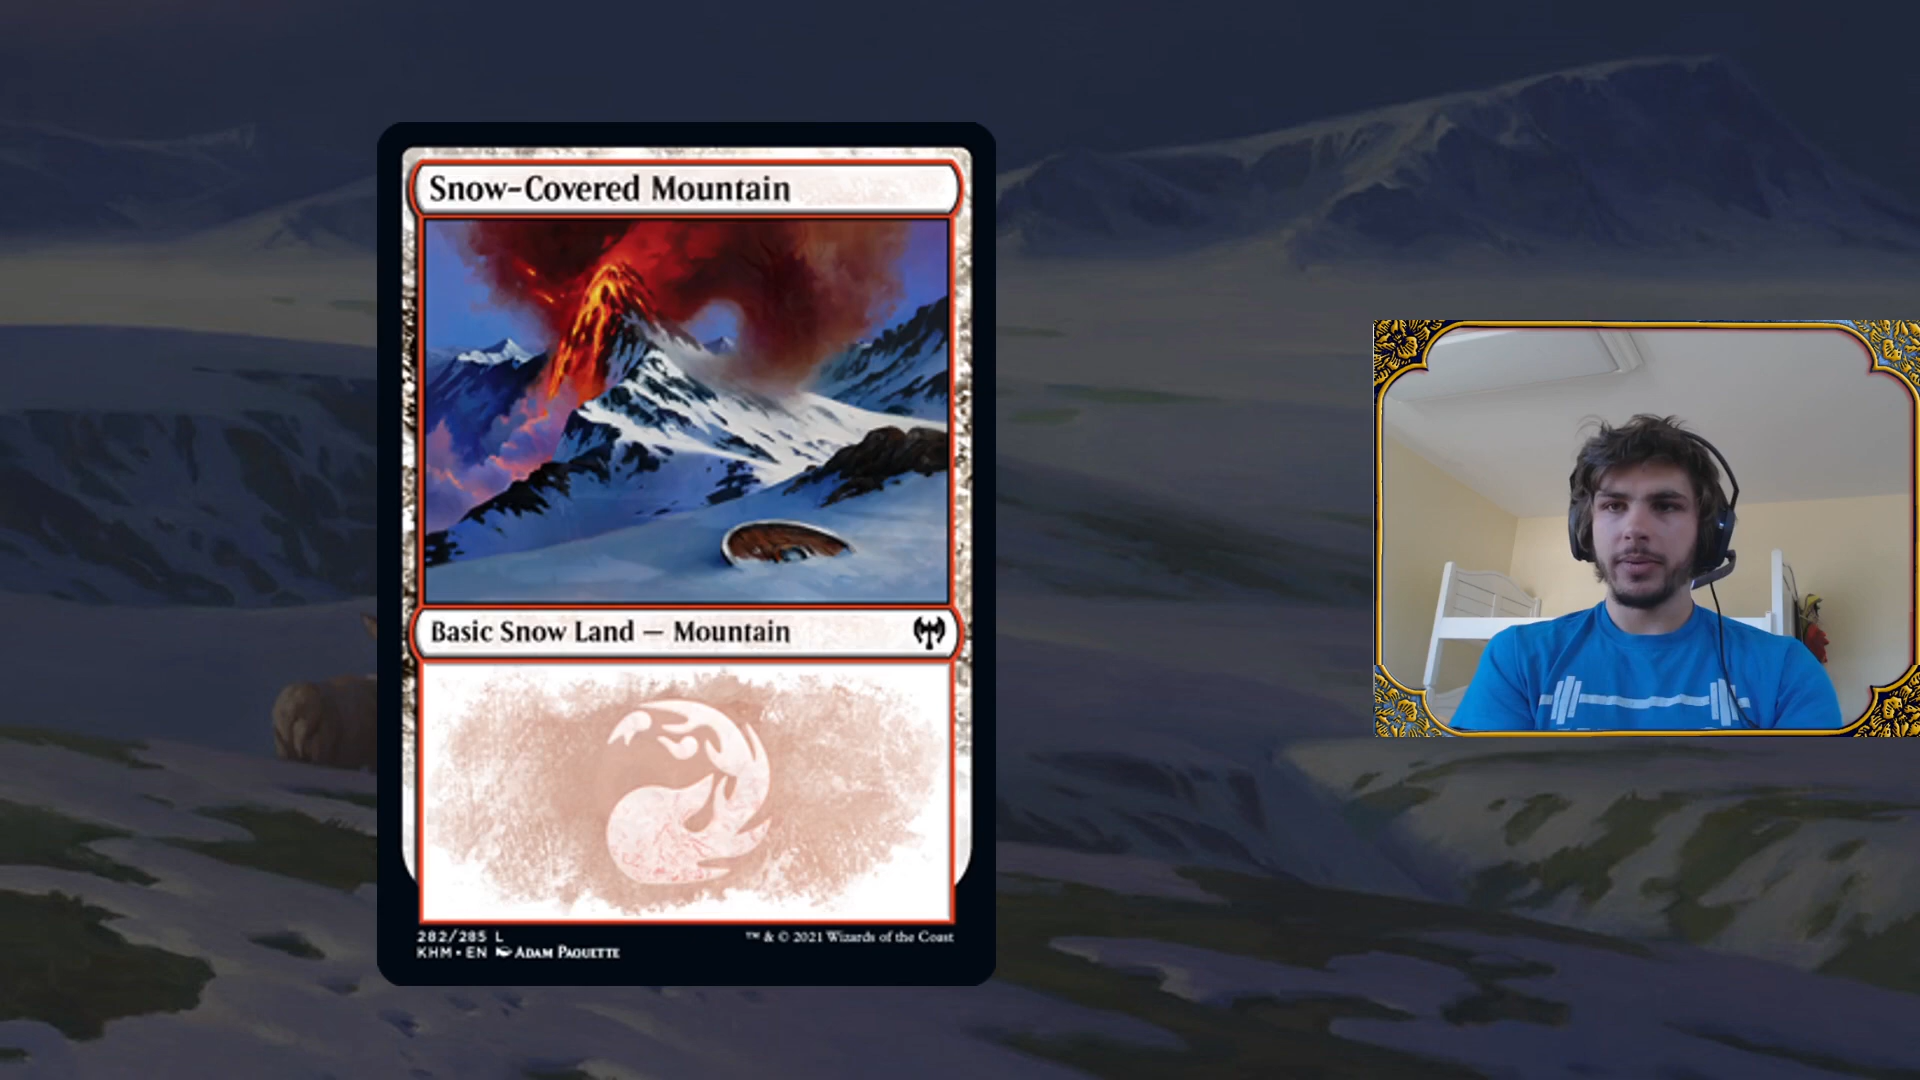 Snow-Covered Mountain
Basic Snow Land — Mountain
282/285 L
KHM • EN ADAM PAQUETTE
™ & © 2021 Wizards of the Coast